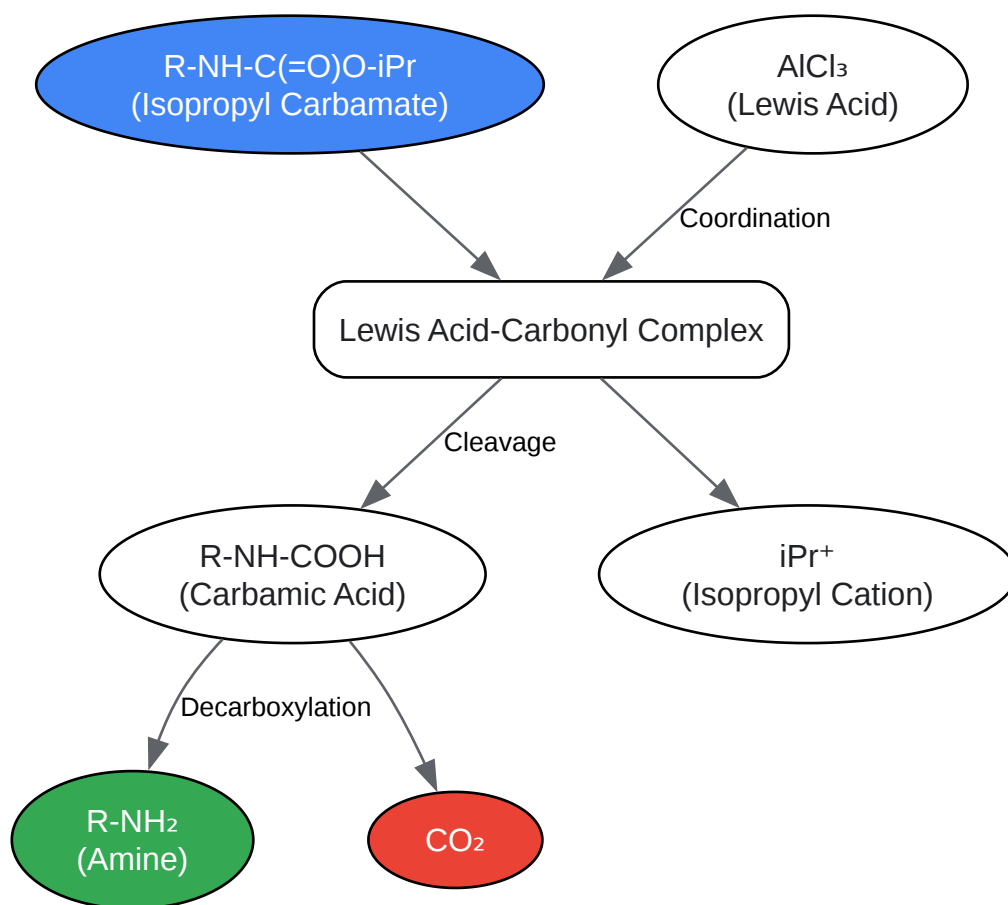 R-NH-C(=O)O-iPr
(Isopropyl Carbamate)
AlCl₃
(Lewis Acid)
Coordination
Lewis Acid-Carbonyl Complex
Cleavage
R-NH-COOH
(Carbamic Acid)
iPr⁺
(Isopropyl Cation)
Decarboxylation
R-NH₂
(Amine)
CO₂